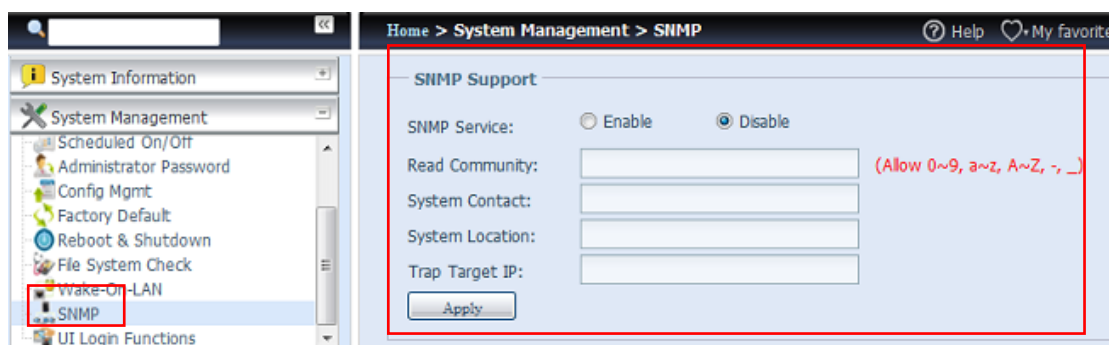 Home > System Management > SNMP
Help
My favorite
System Information
System Management
Scheduled On/Off
Administrator Password
Config Mgmt
Factory Default
Reboot & Shutdown
File System Check
Wake-On-LAN
SNMP
UI Login Functions
SNMP Support
SNMP Service: Enable Disable
Read Community: (Allow 0~9, a~z, A~Z, -, _)
System Contact:
System Location:
Trap Target IP:
Apply